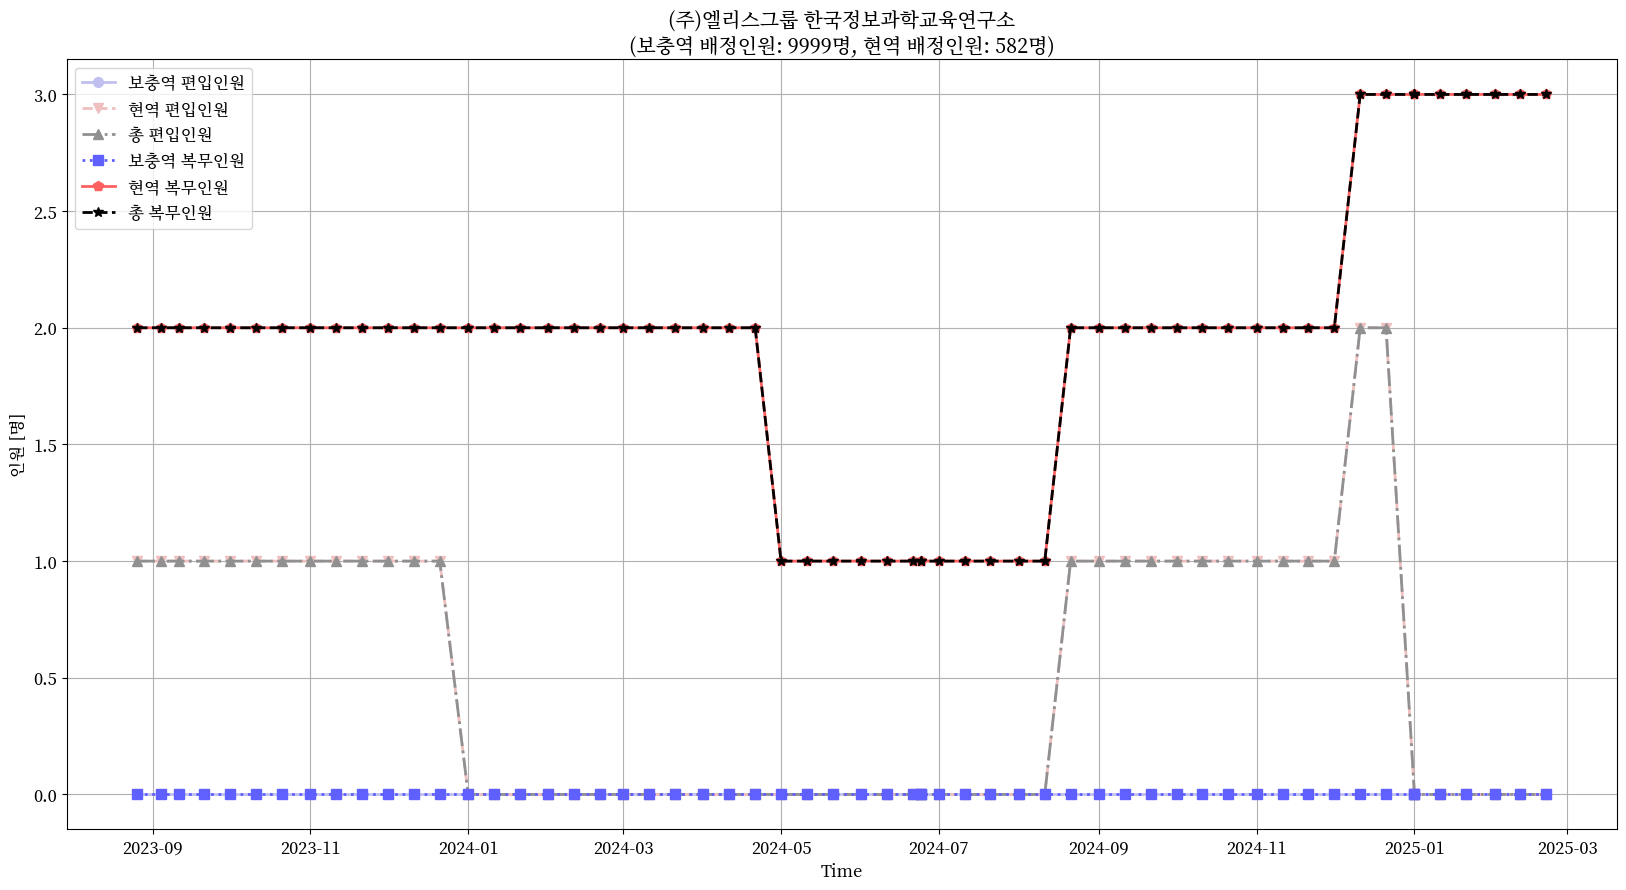 (주)엘리스그룹 한국정보과학교육연구소
(보충역 배정인원: 9999명, 현역 배정인원: 582명)
보충역 편입인원
현역 편입인원
총 편입인원
보충역 복무인원
현역 복무인원
총 복무인원
인원 [명]
3.0
2.5
2.0
1.5
1.0
0.5
0.0
2023-09
2023-11
2024-01
2024-03
2024-05
2024-07
2024-09
2024-11
2025-01
2025-03
Time